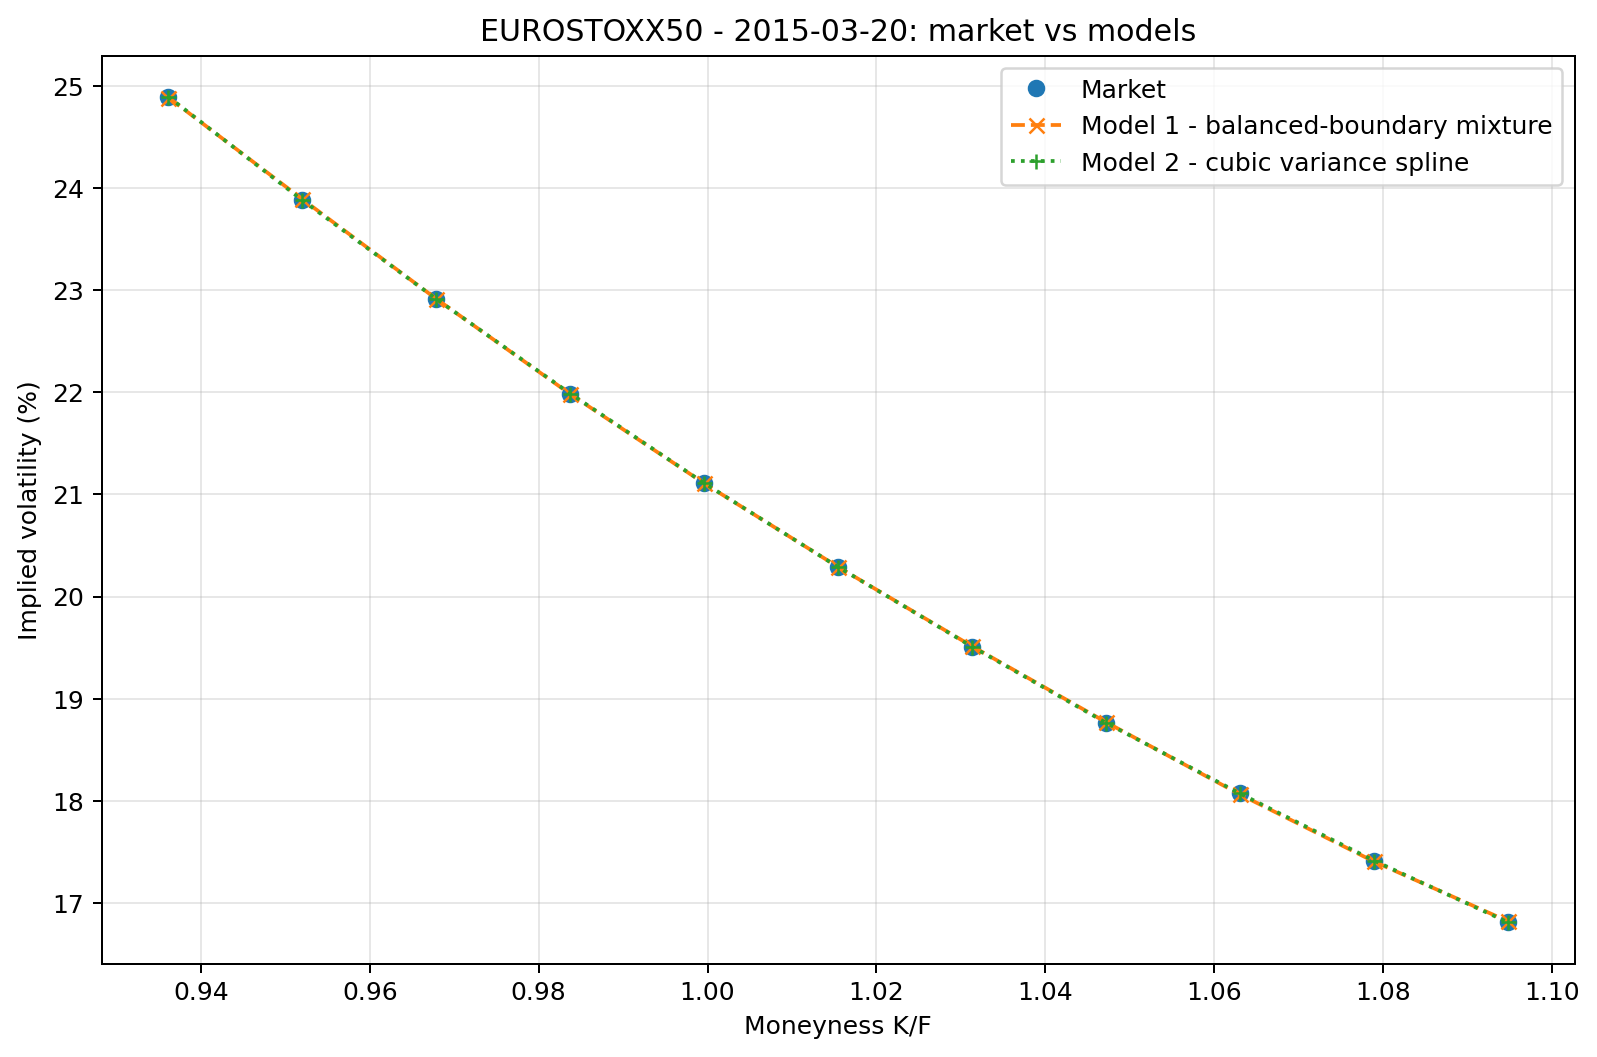 EUROSTOXX50 - 2015-03-20: market vs models
Market
Model 1 - balanced-boundary mixture
Model 2 - cubic variance spline
Implied volatility (%)
25
24
23
22
21
20
19
18
17
0.94 0.96 0.98 1.00 1.02 1.04 1.06 1.08 1.10
Moneyness K/F